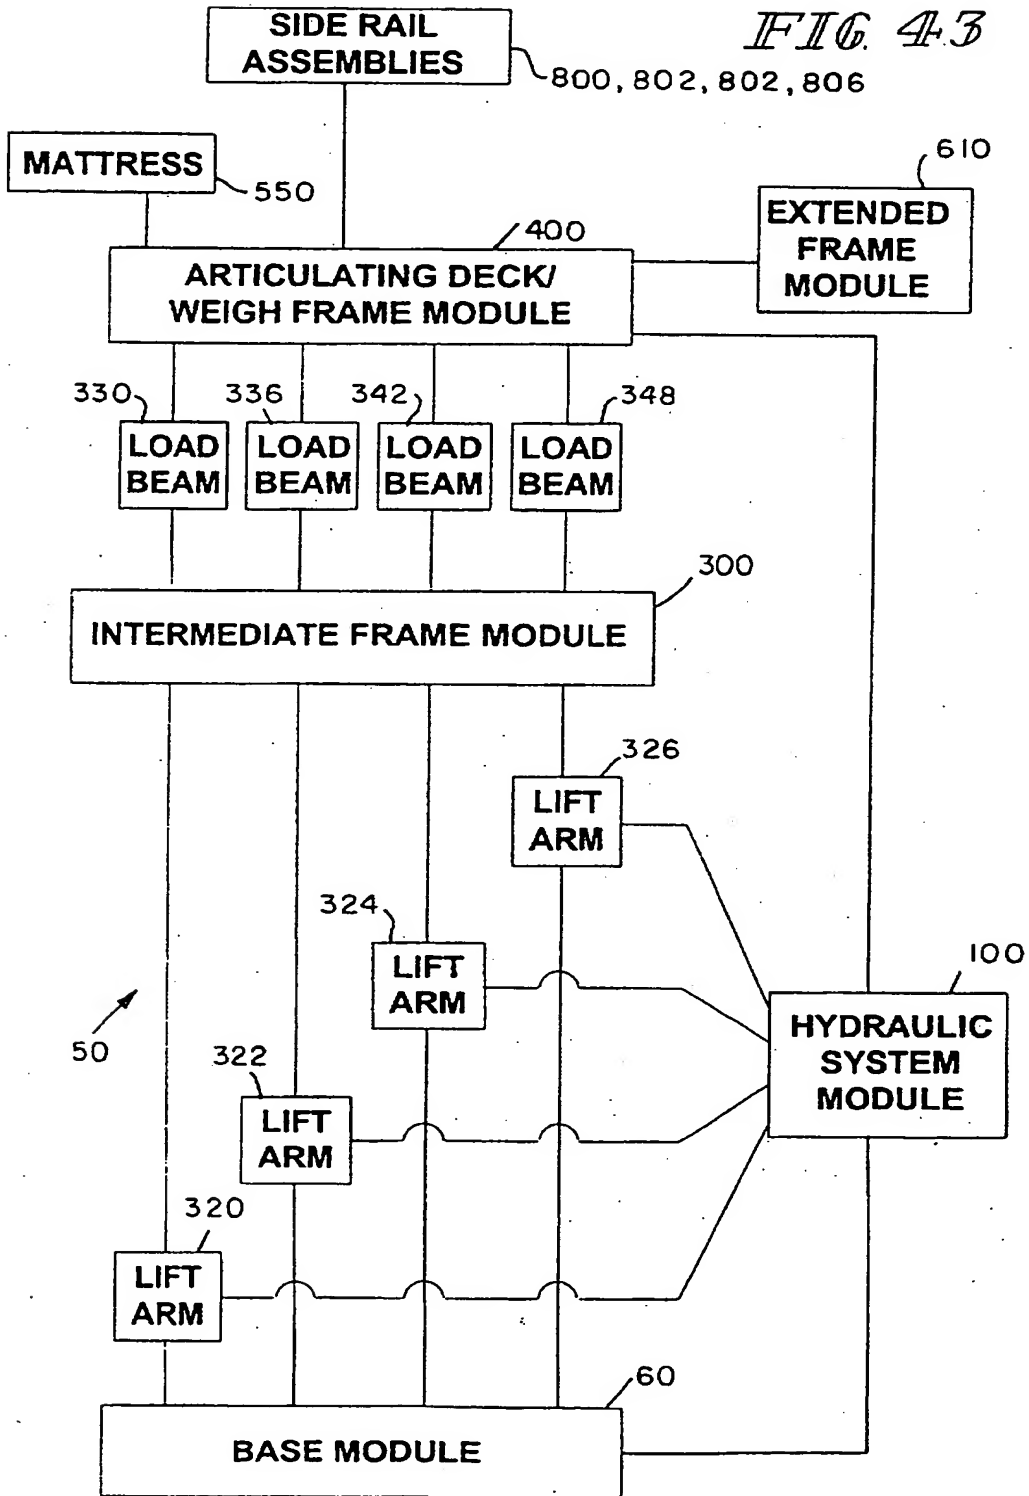 FIG. 43
SIDE RAIL
ASSEMBLIES
800, 802, 802, 806
MATTRESS
550
610
EXTENDED
FRAME
MODULE
400
ARTICULATING DECK/
WEIGH FRAME MODULE
330
336
342
348
LOAD
BEAM
LOAD
BEAM
LOAD
BEAM
LOAD
BEAM
300
INTERMEDIATE FRAME MODULE
326
LIFT
ARM
324
LIFT
ARM
100
HYDRAULIC
SYSTEM
MODULE
50
322
LIFT
ARM
320
LIFT
ARM
60
BASE MODULE